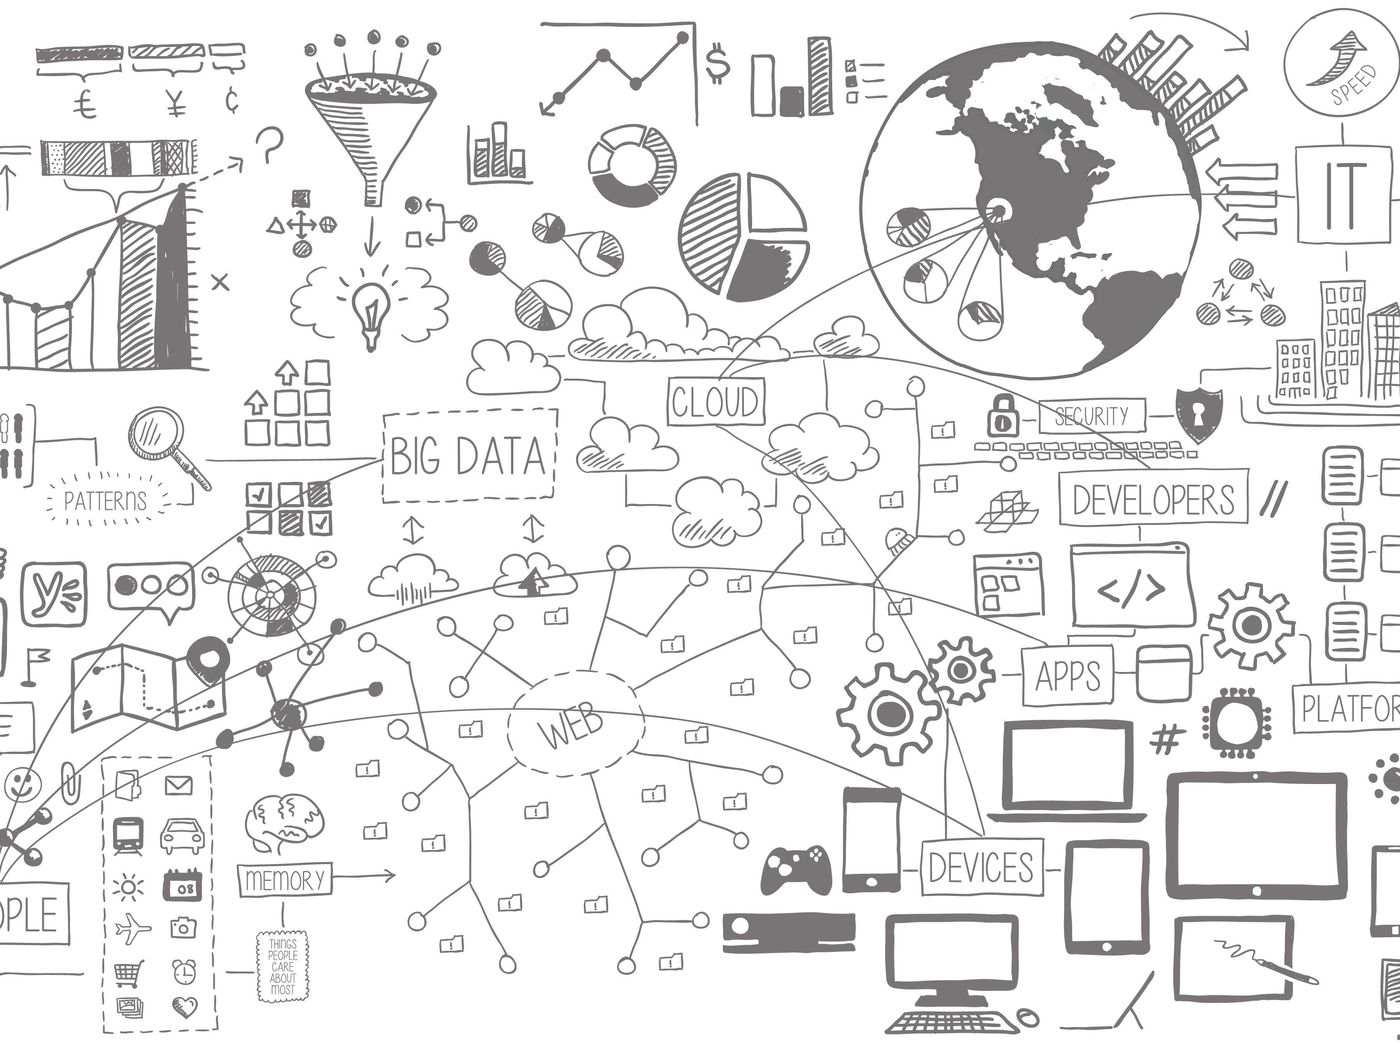 € ¥ ¢
?
$
SPEED
IT
x
CLOUD
SECURITY
BIG DATA
PATTERNS
DEVELOPERS
//
y
</>
E
APPS
PLATFOR
WEB
#
MEMORY
DEVICES
08
OPLE
THINGS
PEOPLE
CARE
ABOUT
MOST